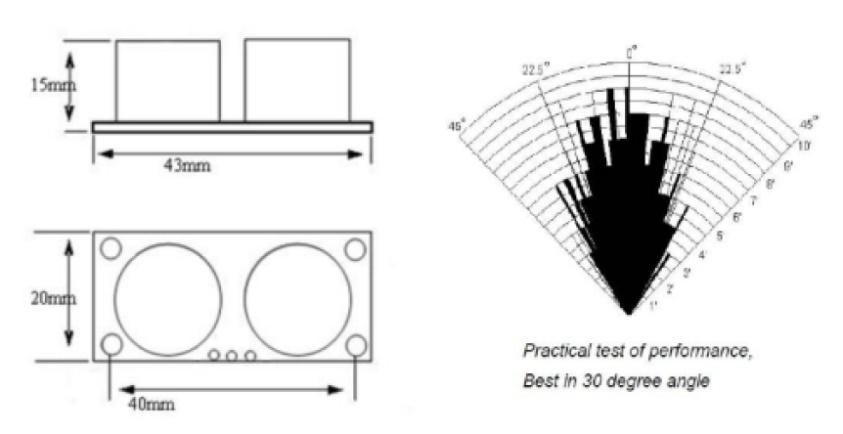 15mm
43mm
20mm
40mm
45°
22.5°
0°
22.5°
45°
10'
9'
8'
7'
6'
5'
4'
3'
2'
1'
Practical test of performance,
Best in 30 degree angle